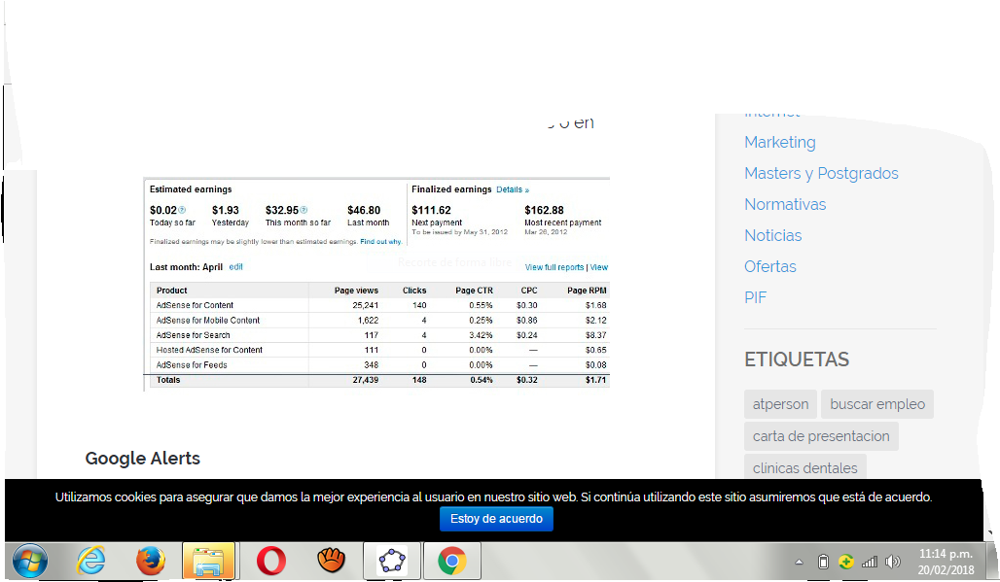 o en
Internet
Marketing
Masters y Postgrados
Normativas
Noticias
Ofertas
PIF
ETIQUETAS
atperson buscar empleo
carta de presentacion
clinicas dentales
Estimated earnings
$0.02 $1.93 $32.95 $46.80
Today so far Yesterday This month so far Last month
Finalized earnings may be slightly lower than estimated earnings. Find out why.
Finalized earnings Details »
$111.62 $162.88
Next payment Most recent payment
To be issued by May 31, 2012 Mar 26, 2012
Last month: April edit
View full reports | View
Product Page views Clicks Page CTR CPC Page RPM
AdSense for Content 25,241 140 0.55% $0.30 $1.68
AdSense for Mobile Content 1,622 4 0.25% $0.86 $2.12
AdSense for Search 117 4 3.42% $0.24 $8.37
Hosted AdSense for Content 111 0 0.00% — $0.65
AdSense for Feeds 348 0 0.00% — $0.08
Totals 27,439 148 0.54% $0.32 $1.71
Google Alerts
Utilizamos cookies para asegurar que damos la mejor experiencia al usuario en nuestro sitio web. Si continúa utilizando este sitio asumiremos que está de acuerdo.
Estoy de acuerdo
11:14 p.m.
20/02/2018